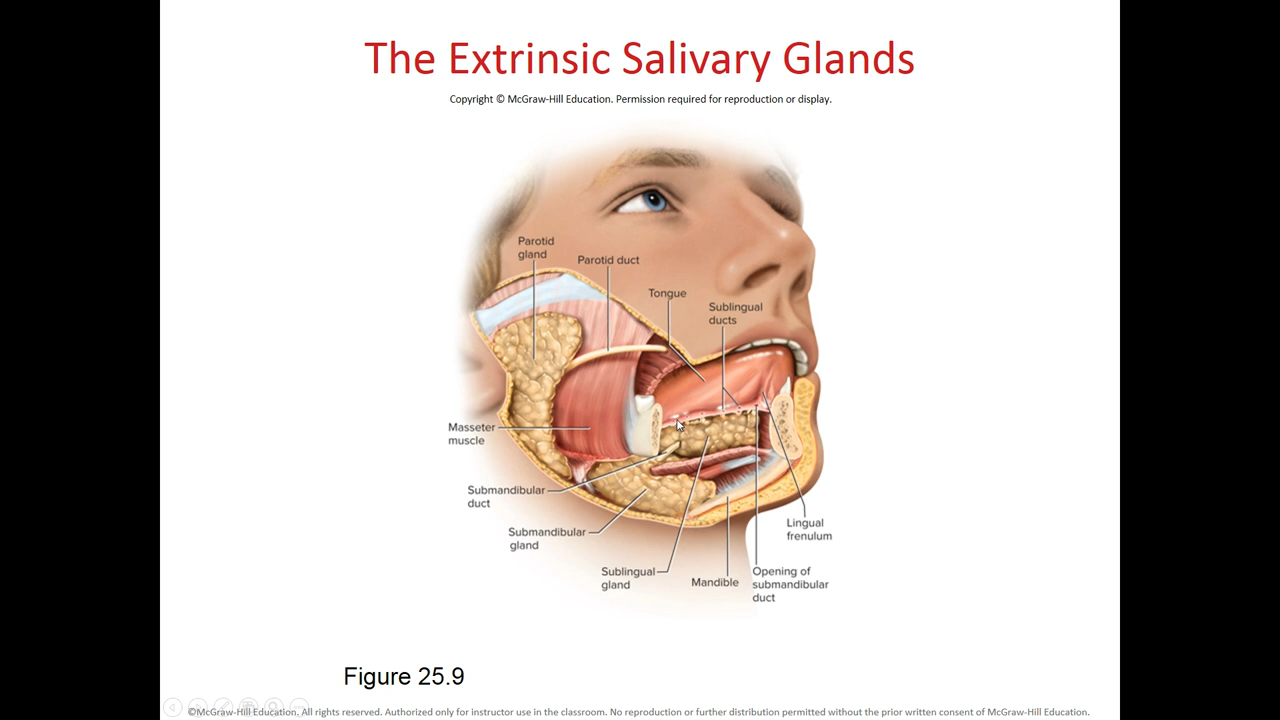 The Extrinsic Salivary Glands
Copyright © McGraw-Hill Education. Permission required for reproduction or display.
Parotid
gland
Parotid duct
Tongue
Sublingual
ducts
Masseter
muscle
Submandibular
duct
Submandibular
gland
Sublingual
gland
Mandible
Opening of
submandibular
duct
Lingual
frenulum
Figure 25.9
©McGraw-Hill Education. All rights reserved. Authorized only for instructor use in the classroom. No reproduction or further distribution permitted without the prior written consent of McGraw-Hill Education.